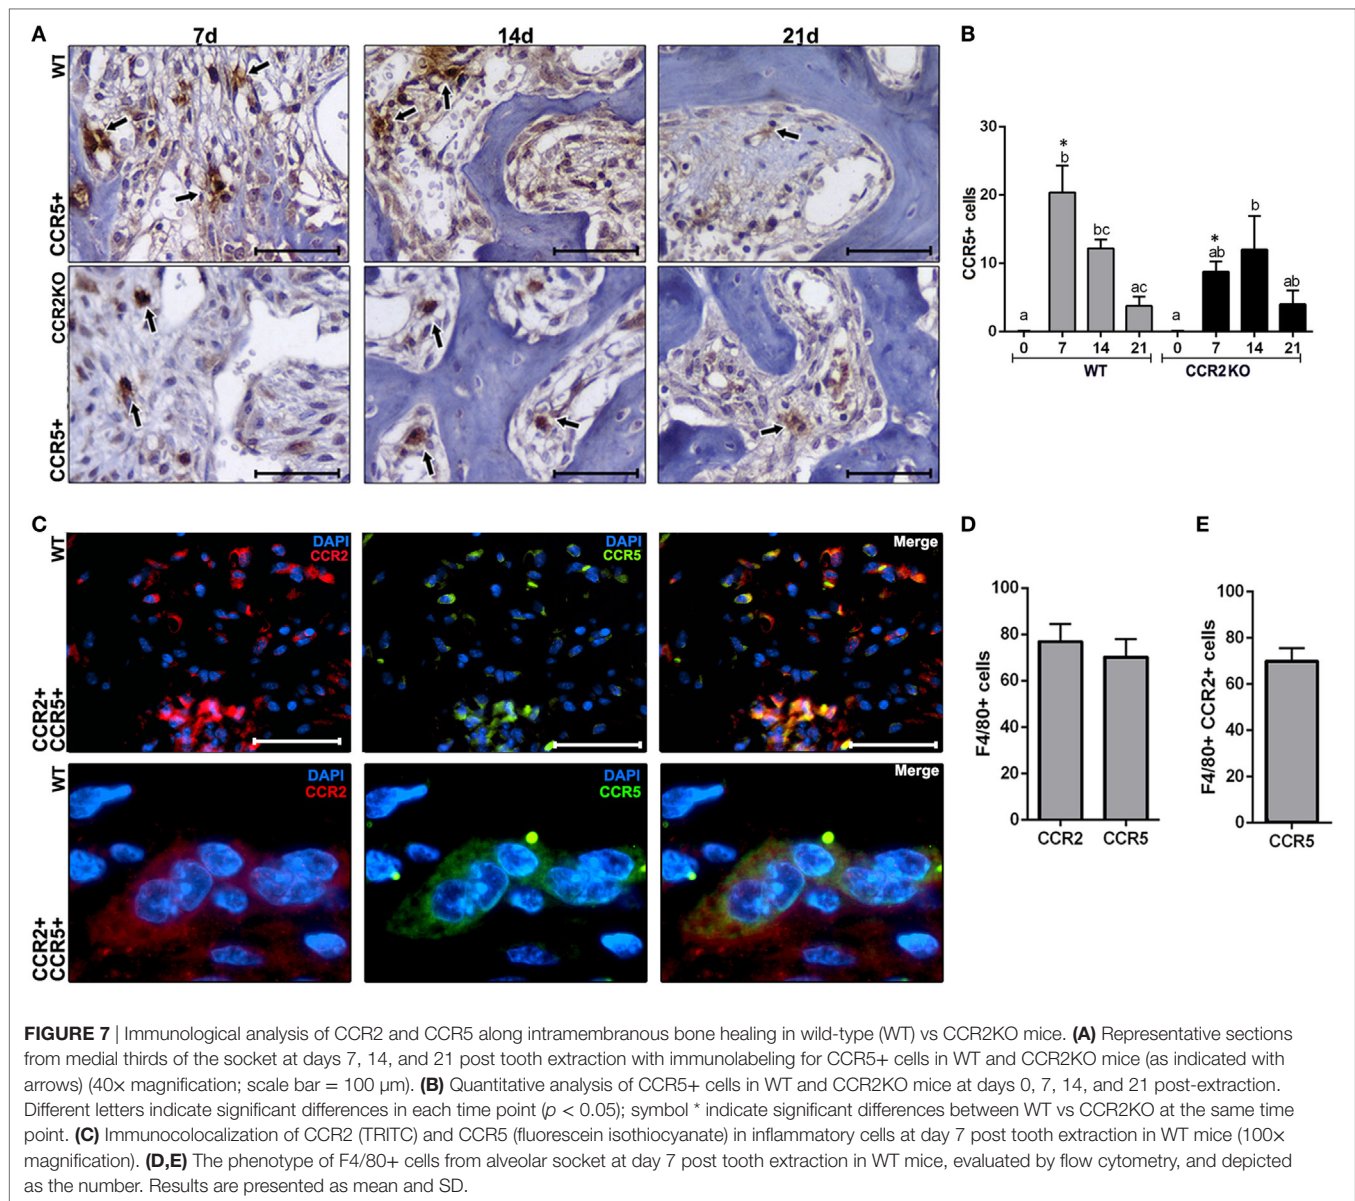 A
7d
14d
21d
WT
CCR5+
CCR2KO
CCR5+
B
CCR5+ cells
30
20
10
0
a
*
b
bc
ac
a
*
ab
b
ab
0 7 14 21 0 7 14 21
WT CCR2KO
C
WT
CCR2+
CCR5+
DAPI
CCR2
DAPI
CCR5
Merge
WT
CCR2+
CCR5+
DAPI
CCR2
DAPI
CCR5
Merge
D
F4/80+ cells
100
80
60
40
20
0
CCR2 CCR5
E
F4/80+ CCR2+ cells
100
80
60
40
20
0
CCR5
FIGURE 7 | Immunological analysis of CCR2 and CCR5 along intramembranous bone healing in wild-type (WT) vs CCR2KO mice. (A) Representative sections
from medial thirds of the socket at days 7, 14, and 21 post tooth extraction with immunolabeling for CCR5+ cells in WT and CCR2KO mice (as indicated with
arrows) (40× magnification; scale bar = 100 μm). (B) Quantitative analysis of CCR5+ cells in WT and CCR2KO mice at days 0, 7, 14, and 21 post-extraction.
Different letters indicate significant differences in each time point (p < 0.05); symbol * indicate significant differences between WT vs CCR2KO at the same time
point. (C) Immunocolocalization of CCR2 (TRITC) and CCR5 (fluorescein isothiocyanate) in inflammatory cells at day 7 post tooth extraction in WT mice (100×
magnification). (D,E) The phenotype of F4/80+ cells from alveolar socket at day 7 post tooth extraction in WT mice, evaluated by flow cytometry, and depicted
as the number. Results are presented as mean and SD.